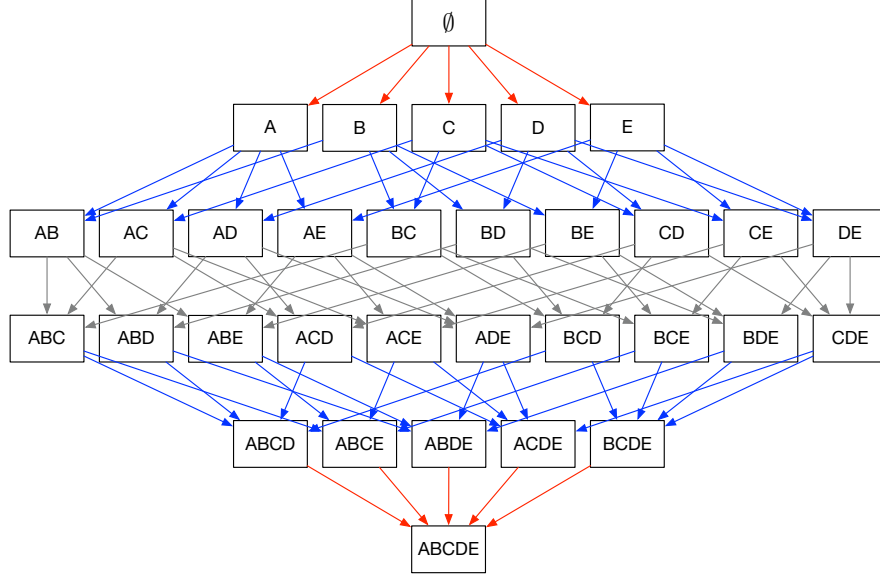 ∅
A B C D E
AB AC AD AE BC BD BE CD CE DE
ABC ABD ABE ACD ACE ADE BCD BCE BDE CDE
ABCD ABCE ABDE ACDE BCDE
ABCDE